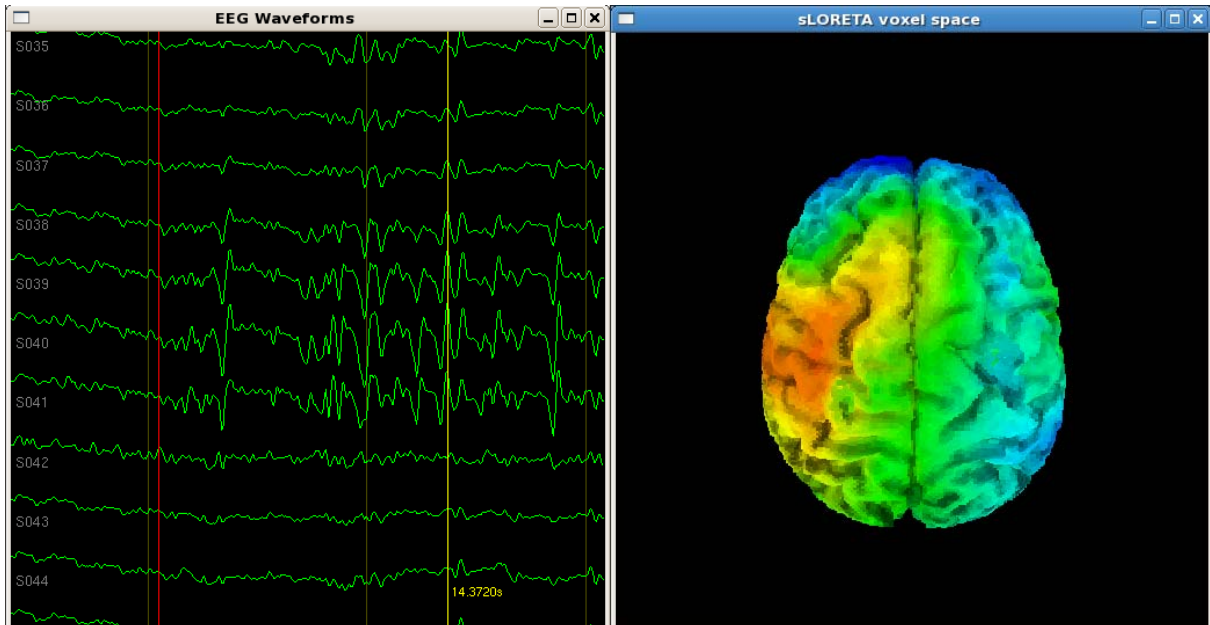 EEG Waveforms
sLORETA voxel space
S035
S036
S037
S038
S039
S040
S041
S042
S043
S044
14.3720s